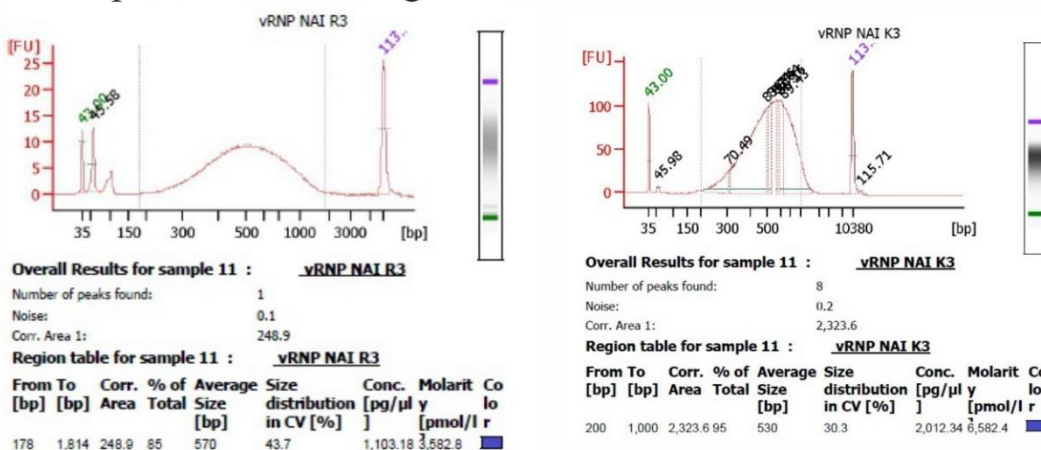 vRNP NAI R3
[FU]
25
20
15
10
5
0
43.00
45.58
113..
35 150 300 500 1000 3000 [bp]
Overall Results for sample 11 : vRNP NAI R3
Number of peaks found: 1
Noise: 0.1
Corr. Area 1: 248.9
Region table for sample 11 : vRNP NAI R3
From [bp] To [bp] Corr. Area % of Total Average Size [bp] Size distribution in CV [%] Conc. [pg/µl] Molarity [pmol/l] Color
178 1,814 248.9 85 570 43.7 1,103.18 3,582.8
vRNP NAI K3
[FU]
100
50
0
43.00
45.98
70.49
89.43
113..
115.71
35 150 300 500 10380 [bp]
Overall Results for sample 11 : vRNP NAI K3
Number of peaks found: 8
Noise: 0.2
Corr. Area 1: 2,323.6
Region table for sample 11 : vRNP NAI K3
From [bp] To [bp] Corr. Area % of Total Average Size [bp] Size distribution in CV [%] Conc. [pg/µl] Molarity [pmol/l] Color
200 1,000 2,323.6 95 530 30.3 2,012.34 6,582.4